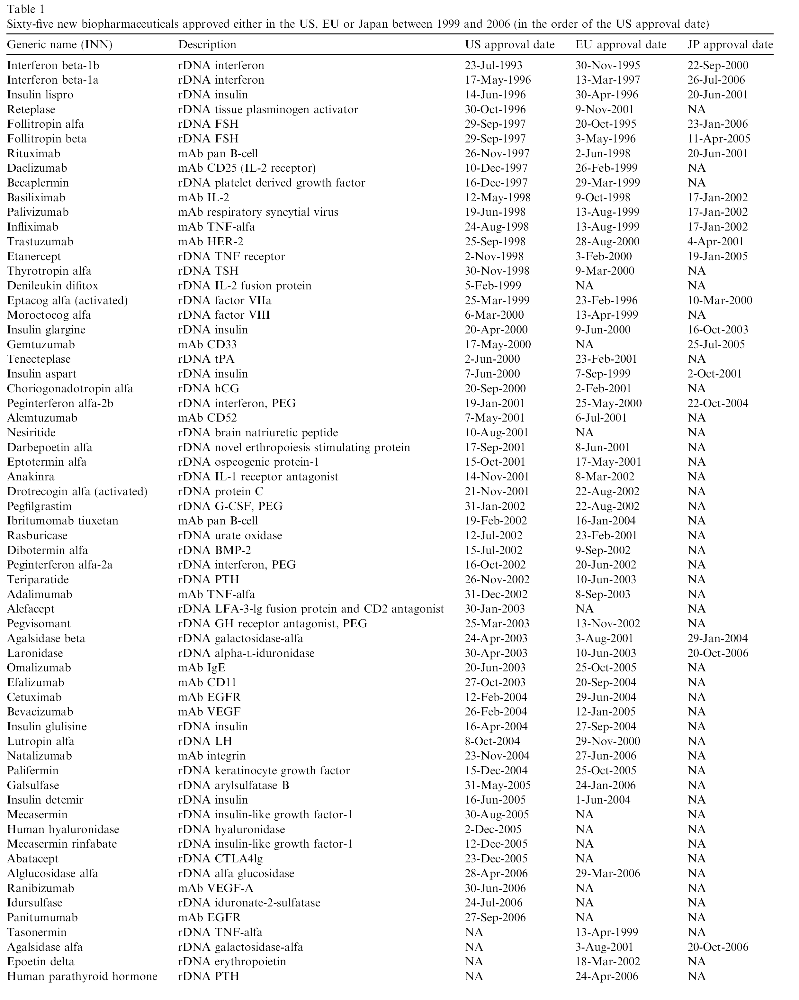 Table 1
Sixty-five new biopharmaceuticals approved either in the US, EU or Japan between 1999 and 2006 (in the order of the US approval date)
Generic name (INN) Description US approval date EU approval date JP approval date
Interferon beta-1b rDNA interferon 23-Jul-1993 30-Nov-1995 22-Sep-2000
Interferon beta-1a rDNA interferon 17-May-1996 13-Mar-1997 26-Jul-2006
Insulin lispro rDNA insulin 14-Jun-1996 30-Apr-1996 20-Jun-2001
Reteplase rDNA tissue plasminogen activator 30-Oct-1996 9-Nov-2001 NA
Follitropin alfa rDNA FSH 29-Sep-1997 20-Oct-1995 23-Jan-2006
Follitropin beta rDNA FSH 29-Sep-1997 3-May-1996 11-Apr-2005
Rituximab mAb pan B-cell 26-Nov-1997 2-Jun-1998 20-Jun-2001
Daclizumab mAb CD25 (IL-2 receptor) 10-Dec-1997 26-Feb-1999 NA
Becaplermin rDNA platelet derived growth factor 16-Dec-1997 29-Mar-1999 NA
Basiliximab mAb IL-2 12-May-1998 9-Oct-1998 17-Jan-2002
Palivizumab mAb respiratory syncytial virus 19-Jun-1998 13-Aug-1999 17-Jan-2002
Infliximab mAb TNF-alfa 24-Aug-1998 13-Aug-1999 17-Jan-2002
Trastuzumab mAb HER-2 25-Sep-1998 28-Aug-2000 4-Apr-2001
Etanercept rDNA TNF receptor 2-Nov-1998 3-Feb-2000 19-Jan-2005
Thyrotropin alfa rDNA TSH 30-Nov-1998 9-Mar-2000 NA
Denileukin difitox rDNA IL-2 fusion protein 5-Feb-1999 NA NA
Eptacog alfa (activated) rDNA factor VIIa 25-Mar-1999 23-Feb-1996 10-Mar-2000
Moroctocog alfa rDNA factor VIII 6-Mar-2000 13-Apr-1999 NA
Insulin glargine rDNA insulin 20-Apr-2000 9-Jun-2000 16-Oct-2003
Gemtuzumab mAb CD33 17-May-2000 NA 25-Jul-2005
Tenecteplase rDNA tPA 2-Jun-2000 23-Feb-2001 NA
Insulin aspart rDNA insulin 7-Jun-2000 7-Sep-1999 2-Oct-2001
Choriogonadotropin alfa rDNA hCG 20-Sep-2000 2-Feb-2001 NA
Peginterferon alfa-2b rDNA interferon, PEG 19-Jan-2001 25-May-2000 22-Oct-2004
Alemtuzumab mAb CD52 7-May-2001 6-Jul-2001 NA
Nesiritide rDNA brain natriuretic peptide 10-Aug-2001 NA NA
Darbepoetin alfa rDNA novel erthropoiesis stimulating protein 17-Sep-2001 8-Jun-2001 NA
Eptotermin alfa rDNA ospeogenic protein-1 15-Oct-2001 17-May-2001 NA
Anakinra rDNA IL-1 receptor antagonist 14-Nov-2001 8-Mar-2002 NA
Drotrecogin alfa (activated) rDNA protein C 21-Nov-2001 22-Aug-2002 NA
Pegfilgrastim rDNA G-CSF, PEG 31-Jan-2002 22-Aug-2002 NA
Ibritumomab tiuxetan mAb pan B-cell 19-Feb-2002 16-Jan-2004 NA
Rasburicase rDNA urate oxidase 12-Jul-2002 23-Feb-2001 NA
Dibotermin alfa rDNA BMP-2 15-Jul-2002 9-Sep-2002 NA
Peginterferon alfa-2a rDNA interferon, PEG 16-Oct-2002 20-Jun-2002 NA
Teriparatide rDNA PTH 26-Nov-2002 10-Jun-2003 NA
Adalimumab mAb TNF-alfa 31-Dec-2002 8-Sep-2003 NA
Alefacept rDNA LFA-3-lg fusion protein and CD2 antagonist 30-Jan-2003 NA NA
Pegvisomant rDNA GH receptor antagonist, PEG 25-Mar-2003 13-Nov-2002 NA
Agalsidase beta rDNA galactosidase-alfa 24-Apr-2003 3-Aug-2001 29-Jan-2004
Laronidase rDNA alpha-L-iduronidase 30-Apr-2003 10-Jun-2003 20-Oct-2006
Omalizumab mAb IgE 20-Jun-2003 25-Oct-2005 NA
Efalizumab mAb CD11 27-Oct-2003 20-Sep-2004 NA
Cetuximab mAb EGFR 12-Feb-2004 29-Jun-2004 NA
Bevacizumab mAb VEGF 26-Feb-2004 12-Jan-2005 NA
Insulin glulisine rDNA insulin 16-Apr-2004 27-Sep-2004 NA
Lutropin alfa rDNA LH 8-Oct-2004 29-Nov-2000 NA
Natalizumab mAb integrin 23-Nov-2004 27-Jun-2006 NA
Palifermin rDNA keratinocyte growth factor 15-Dec-2004 25-Oct-2005 NA
Galsulfase rDNA arylsulfatase B 31-May-2005 24-Jan-2006 NA
Insulin detemir rDNA insulin 16-Jun-2005 1-Jun-2004 NA
Mecasermin rDNA insulin-like growth factor-1 30-Aug-2005 NA NA
Human hyaluronidase rDNA hyaluronidase 2-Dec-2005 NA NA
Mecasermin rinfabate rDNA insulin-like growth factor-1 12-Dec-2005 NA NA
Abatacept rDNA CTLA4lg 23-Dec-2005 NA NA
Alglucosidase alfa rDNA alfa glucosidase 28-Apr-2006 29-Mar-2006 NA
Ranibizumab mAb VEGF-A 30-Jun-2006 NA NA
Idursulfase rDNA iduronate-2-sulfatase 24-Jul-2006 NA NA
Panitumumab mAb EGFR 27-Sep-2006 NA NA
Tasonermin rDNA TNF-alfa NA 13-Apr-1999 NA
Agalsidase alfa rDNA galactosidase-alfa NA 3-Aug-2001 20-Oct-2006
Epoetin delta rDNA erythropoietin NA 18-Mar-2002 NA
Human parathyroid hormone rDNA PTH NA 24-Apr-2006 NA